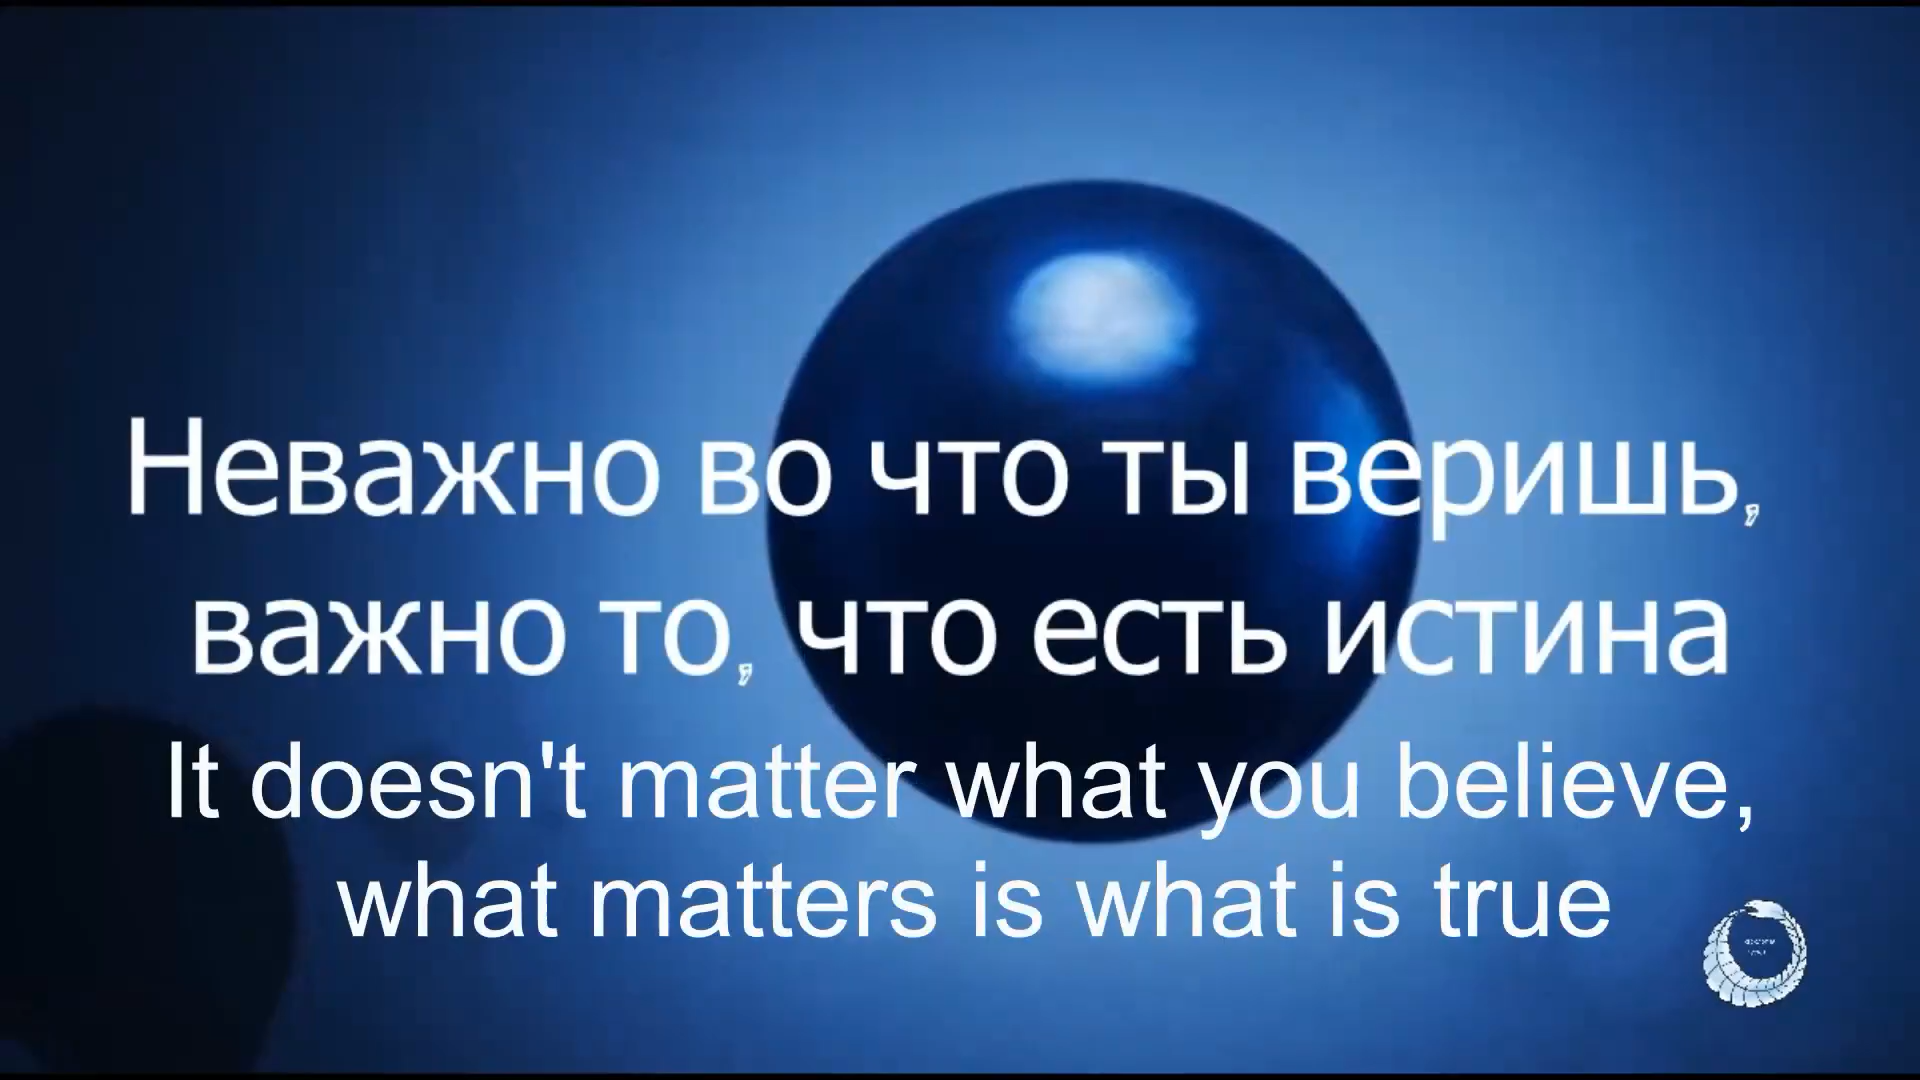 Неважно во что ты веришь,
важно то, что есть истина
It doesn't matter what you believe,
what matters is what is true